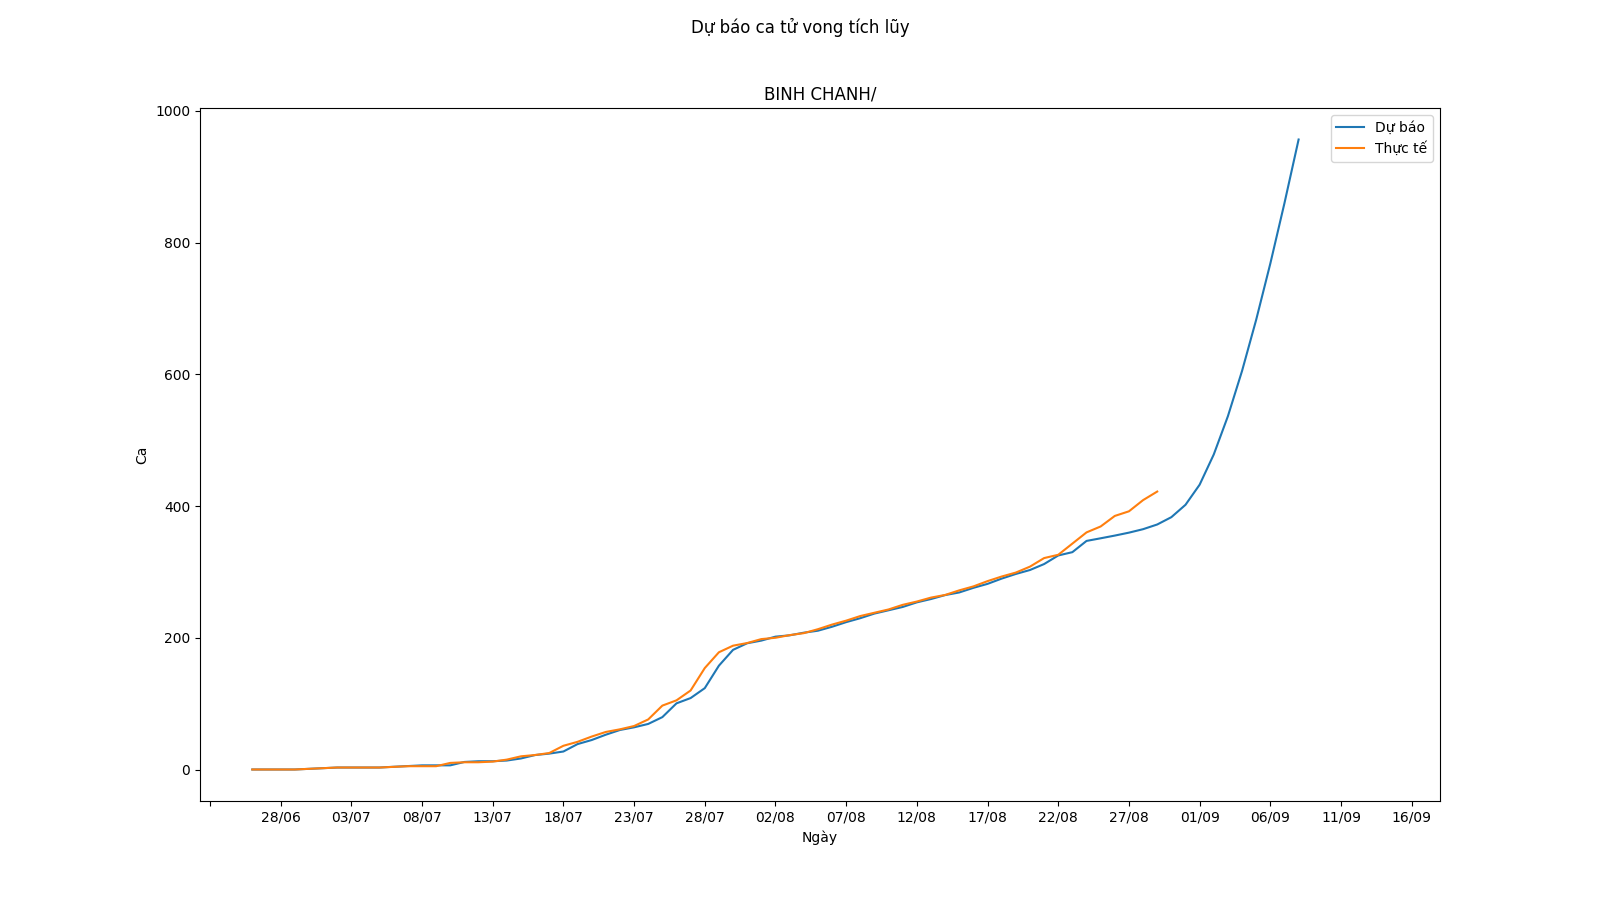 Dự báo ca tử vong tích lũy
BINH CHANH/
Dự báo
Thực tế
1000
800
600
400
200
0
Ca
28/06 03/07 08/07 13/07 18/07 23/07 28/07 02/08 07/08 12/08 17/08 22/08 27/08 01/09 06/09 11/09 16/09
Ngày